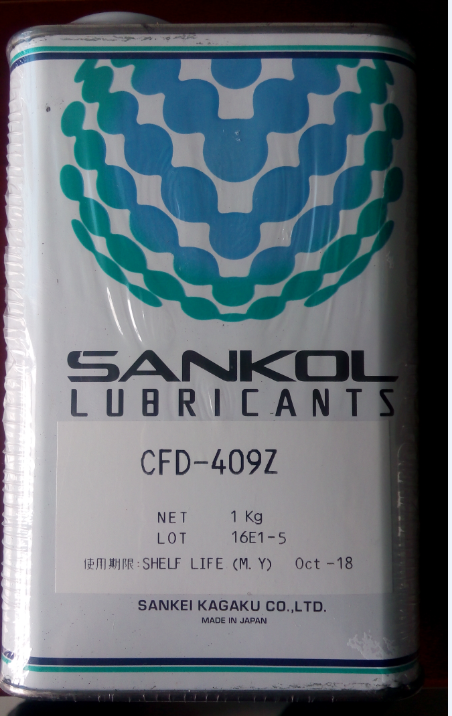 SANKOL
LUBRICANTS
CFD-409Z
NET 1 Kg
LOT 16E1-5
使用期限:SHELF LIFE (M.Y) Oct-18
SANKEI KAGAKU CO.,LTD.
MADE IN JAPAN